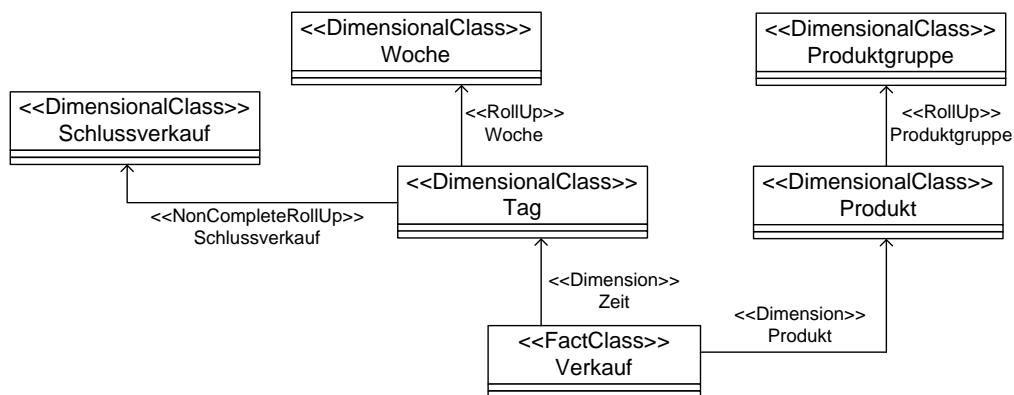 <<DimensionalClass>>
Woche
<<DimensionalClass>>
Produktgruppe
<<DimensionalClass>>
Schlussverkauf
<<RollUp>>
Woche
<<RollUp>>
Produktgruppe
<<DimensionalClass>>
Tag
<<DimensionalClass>>
Produkt
<<NonCompleteRollUp>>
Schlussverkauf
<<Dimension>>
Zeit
<<Dimension>>
Produkt
<<FactClass>>
Verkauf